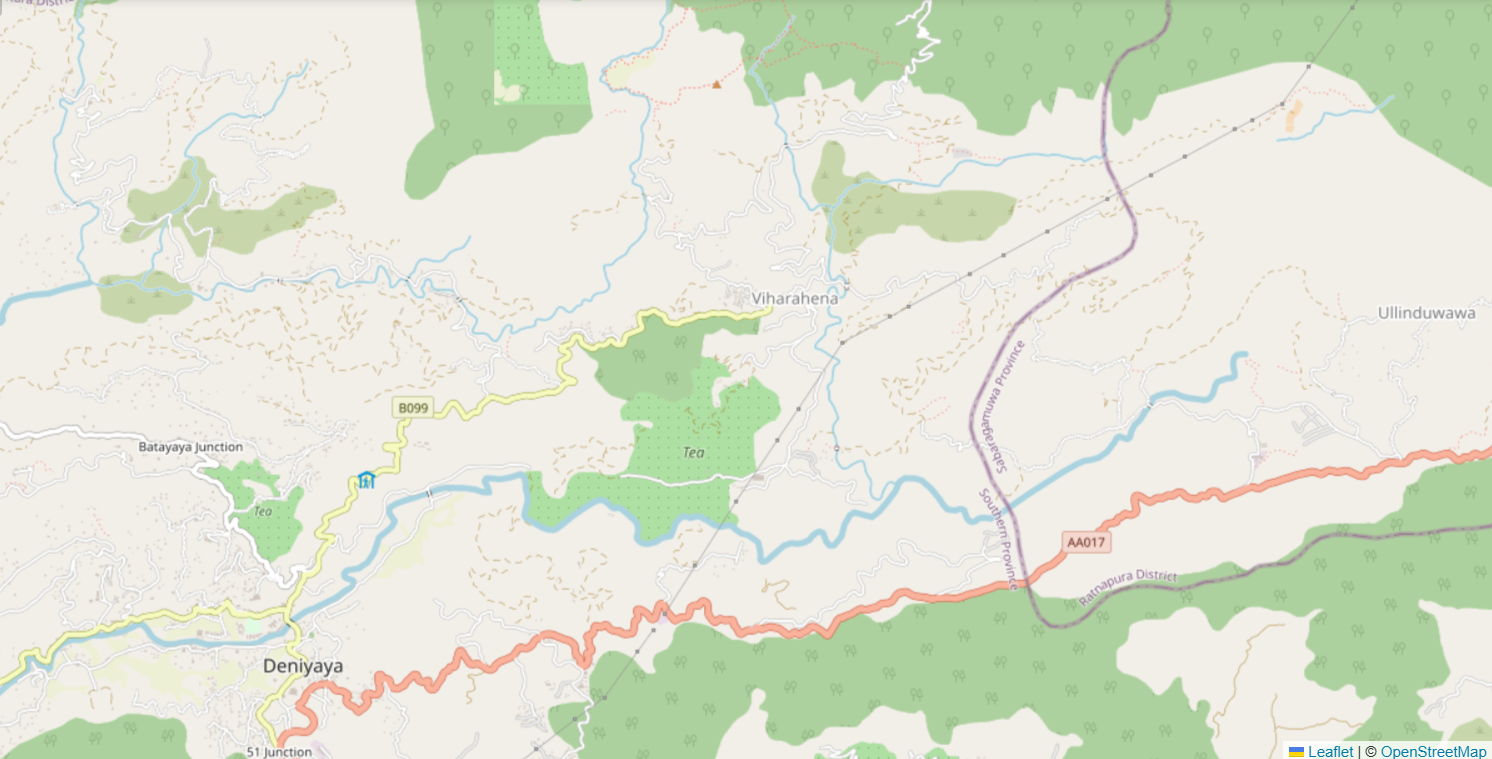 Viharahena
Ullinduwawa
Sabaragamuwa Province
B099
Batayaya Junction
Tea
Tea
Southern Province
AA017
Ratnapura District
Deniyaya
51 Junction
Leaflet | © OpenStreetMap